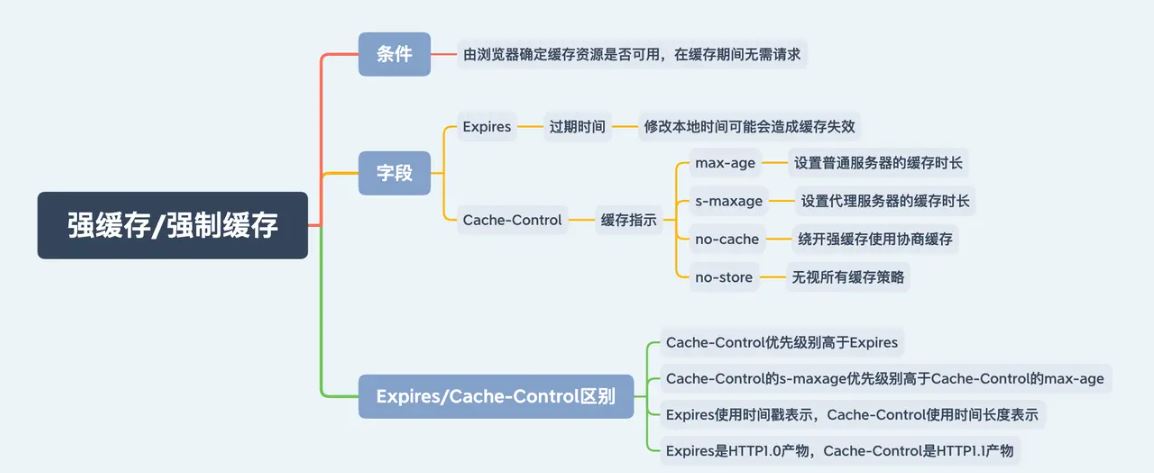 强缓存/强制缓存
条件
由浏览器确定缓存资源是否可用，在缓存期间无需请求
字段
Expires
过期时间
修改本地时间可能会造成缓存失效
Cache-Control
缓存指示
max-age
设置普通服务器的缓存时长
s-maxage
设置代理服务器的缓存时长
no-cache
绕开强缓存使用协商缓存
no-store
无视所有缓存策略
Expires/Cache-Control区别
Cache-Control优先级别高于Expires
Cache-Control的s-maxage优先级别高于Cache-Control的max-age
Expires使用时间戳表示，Cache-Control使用时间长度表示
Expires是HTTP1.0产物，Cache-Control是HTTP1.1产物